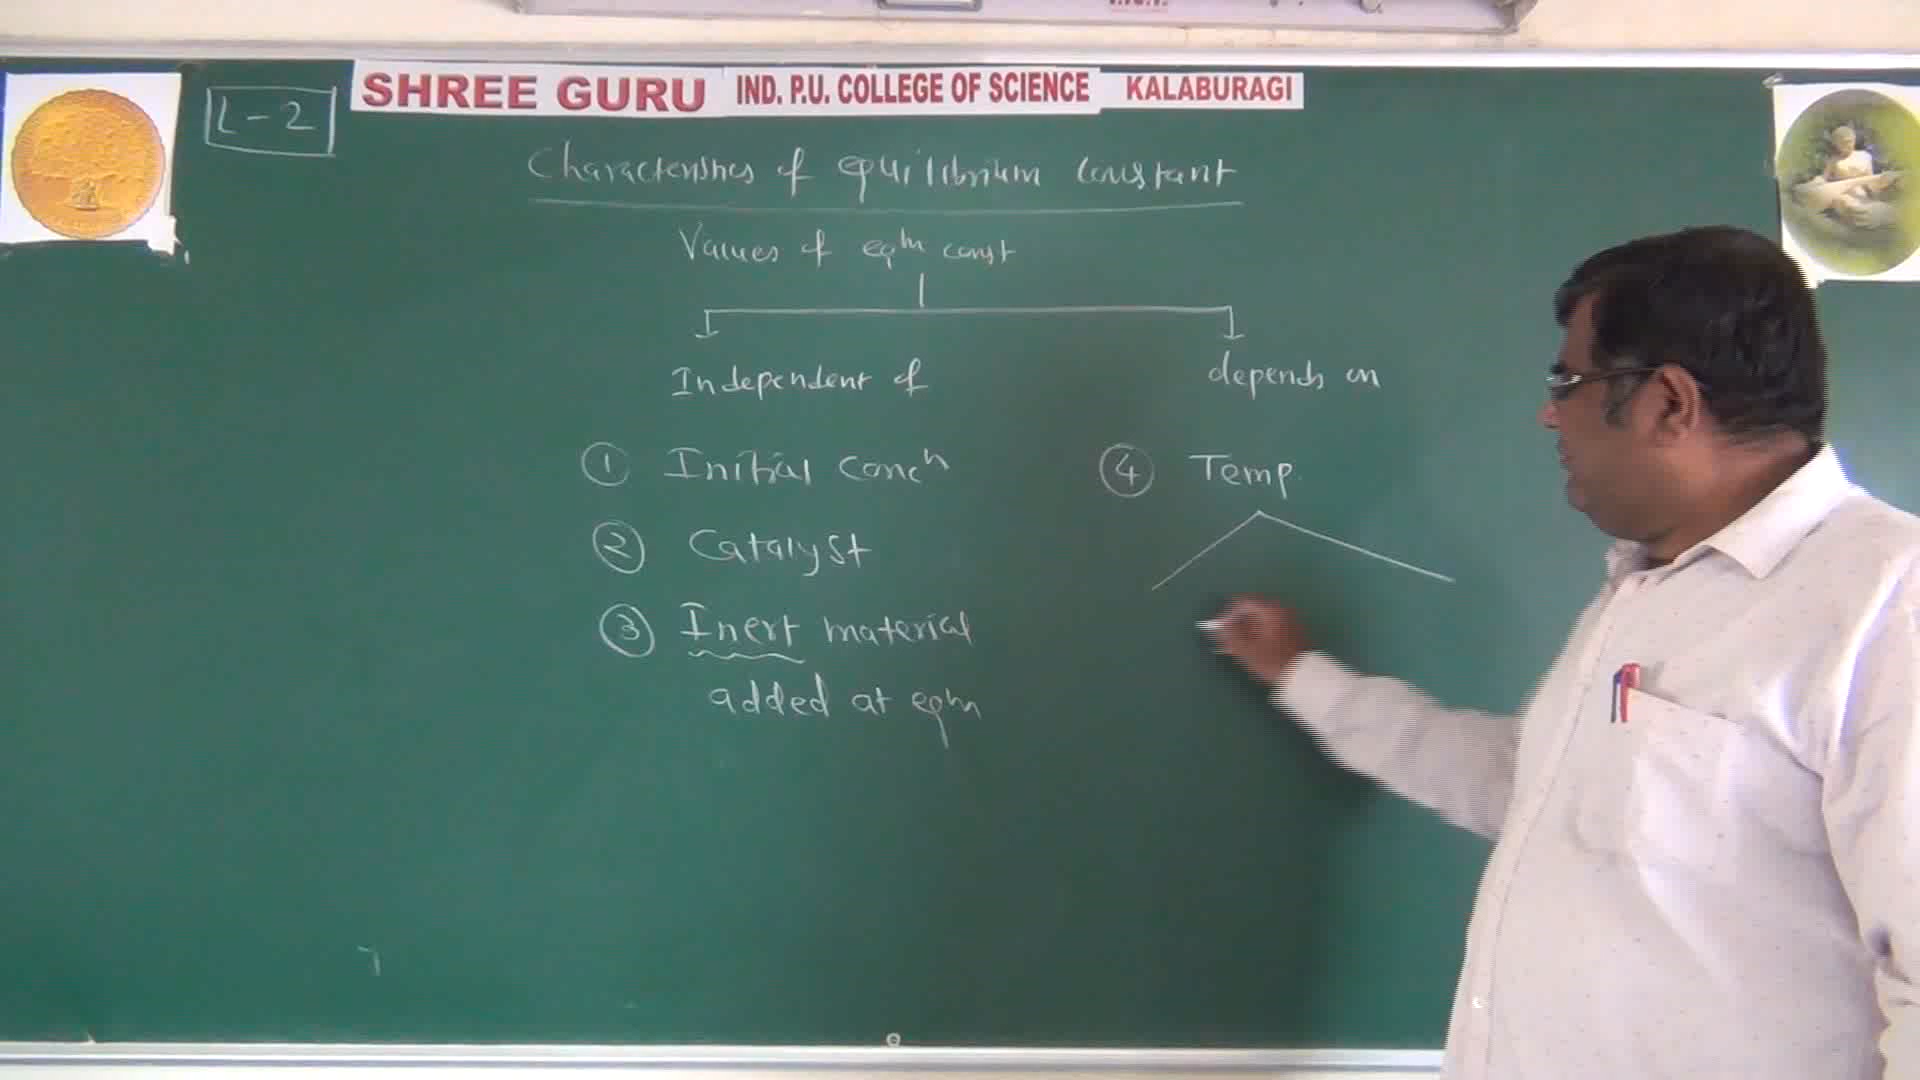 SHREE GURU IND. P.U. COLLEGE OF SCIENCE KALABURAGI
L-2
Characteristics of equilibrium constant
Values of eqm const
Independent of
depends on
① Initial concn
④ Temp.
② Catalyst
③ Inert material
added at eqm